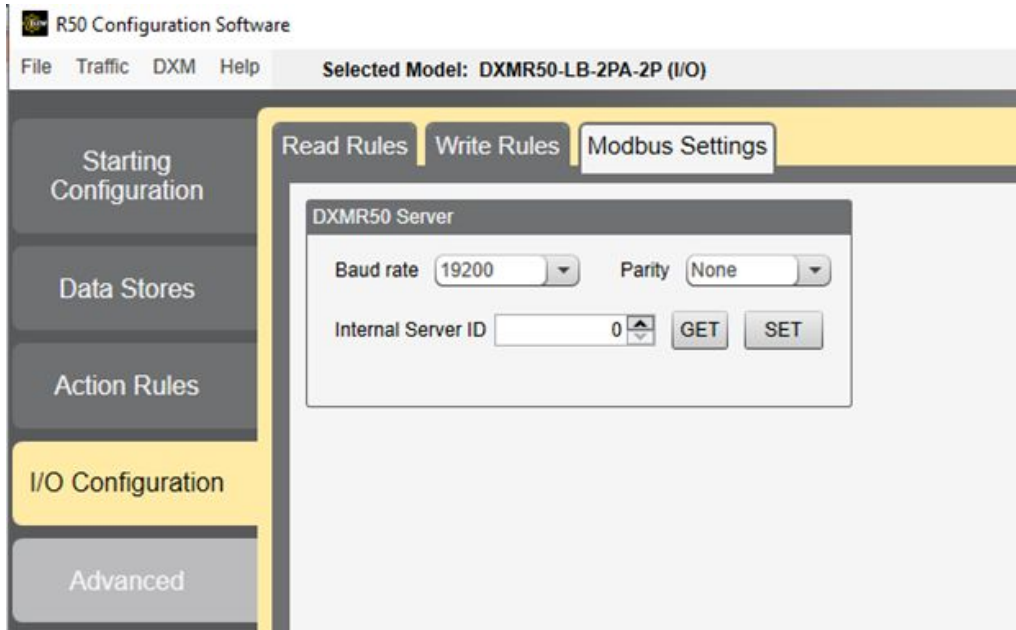 R50 Configuration Software
File Traffic DXM Help Selected Model: DXMR50-LB-2PA-2P (I/O)
Starting
Configuration
Data Stores
Action Rules
I/O Configuration
Advanced
Read Rules Write Rules Modbus Settings
DXMR50 Server
Baud rate 19200 Parity None
Internal Server ID 0 GET SET